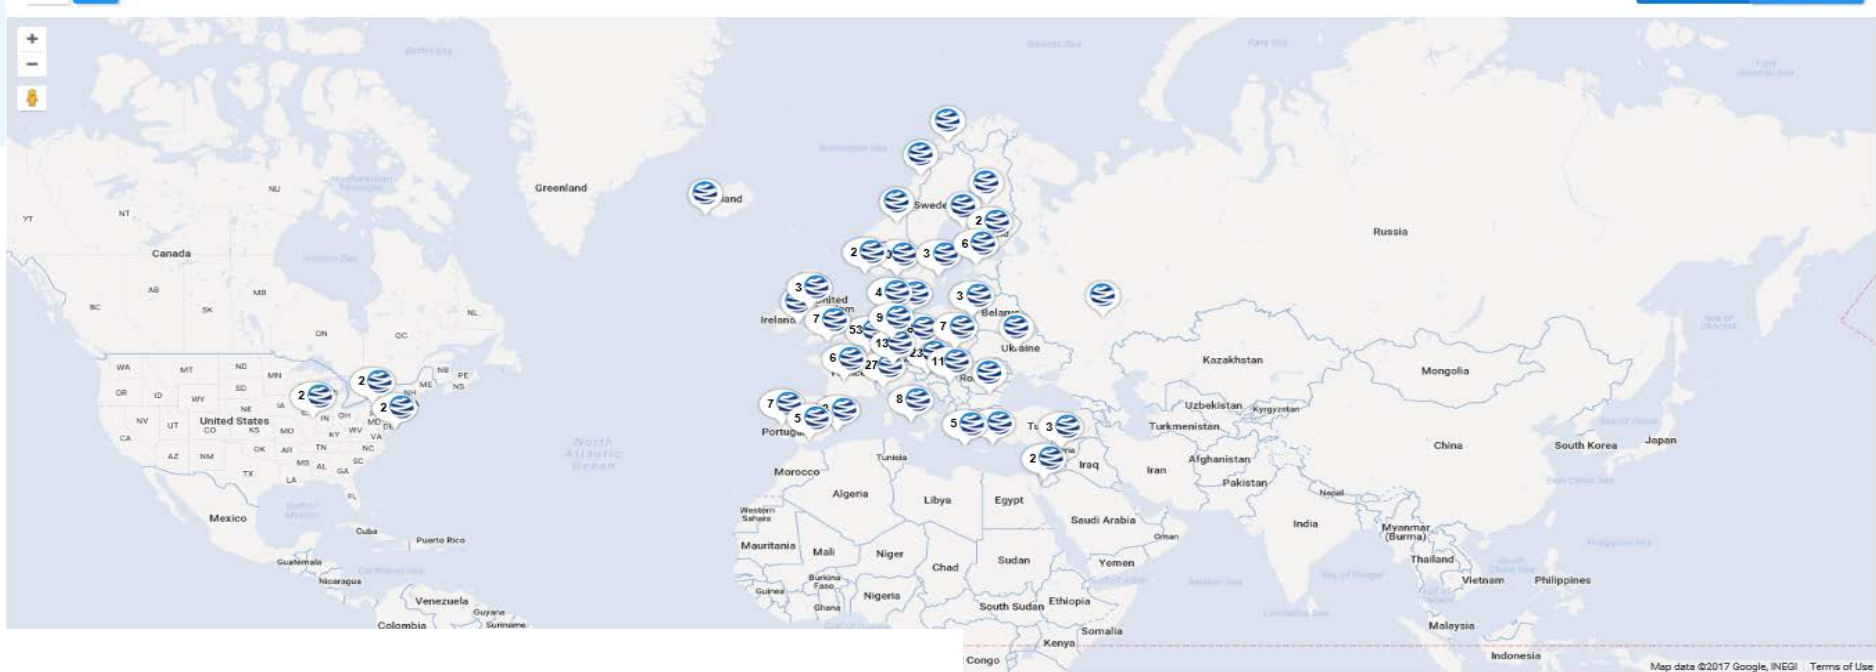 +
−
Greenland
NU
YT
NT
Canada
Russia
AB
MB
BC
SK
NL
ON
QC
Ireland
Belarus
53
9
7
7
3
4
3
2
3
6
2
13
23
11
6
27
Ukraine
8
7
5
5
3
2
2
2
2
WA
MT
ND
MN
NB
PE
ME
NS
OR
ID
WY
SD
NH
NE
IA
NV
UT
United States
CO
KS
MO
IN
OH
MD
WV
VA
KY
CA
AZ
NM
OK
AR
TN
NC
SC
MS
AL
GA
TX
LA
FL
North
Atlantic
Ocean
Kazakhstan
Mongolia
Uzbekistan
Kyrgyzstan
Turkmenistan
China
South Korea
Japan
Afghanistan
Iraq
Iran
Pakistan
Nepal
India
Myanmar
(Burma)
Thailand
Vietnam
Philippines
Malaysia
Indonesia
Tunisia
Morocco
Algeria
Libya
Egypt
Western
Sahara
Saudi Arabia
Oman
Mauritania
Mali
Niger
Chad
Sudan
Yemen
Burkina
Faso
Guinea
Ghana
Nigeria
South Sudan
Ethiopia
Somalia
Kenya
Congo
Mexico
Cuba
Puerto Rico
Guatemala
Nicaragua
Venezuela
Guyana
Suriname
Colombia
Map data ©2017 Google, INEGI
Terms of Use